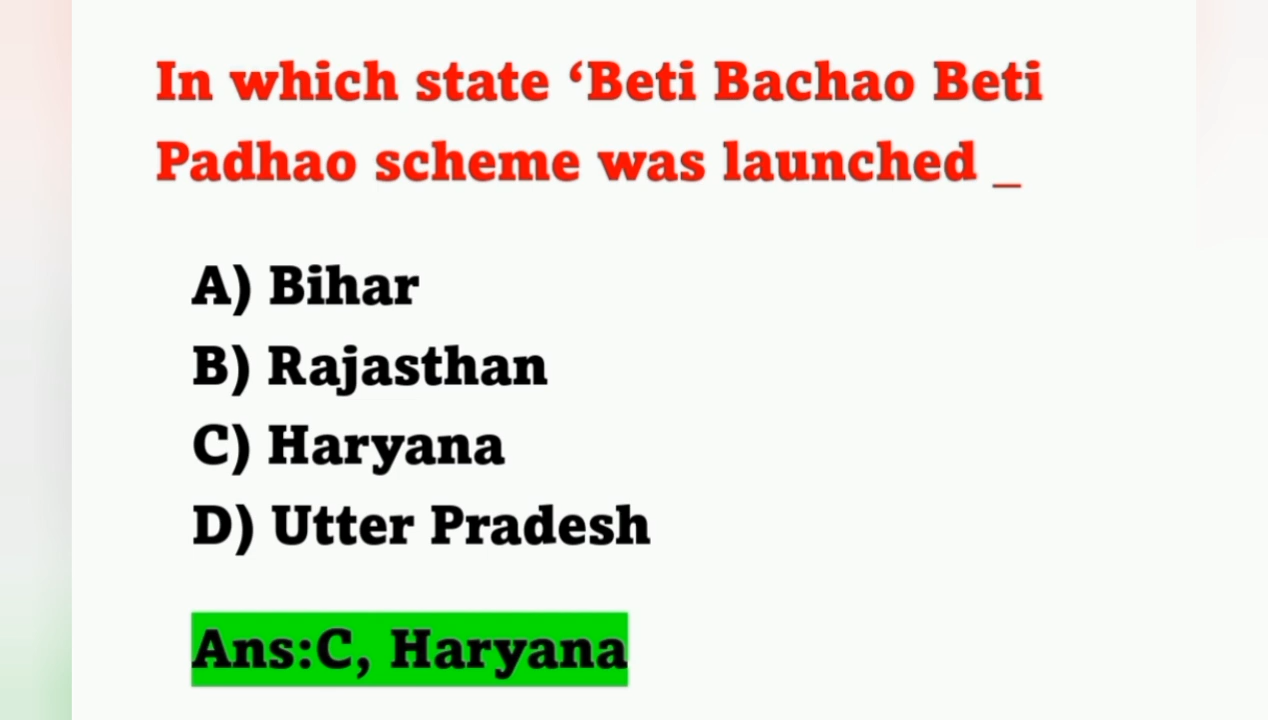 In which state ‘Beti Bachao Beti
Padhao scheme was launched _
A) Bihar
B) Rajasthan
C) Haryana
D) Utter Pradesh
Ans:C, Haryana